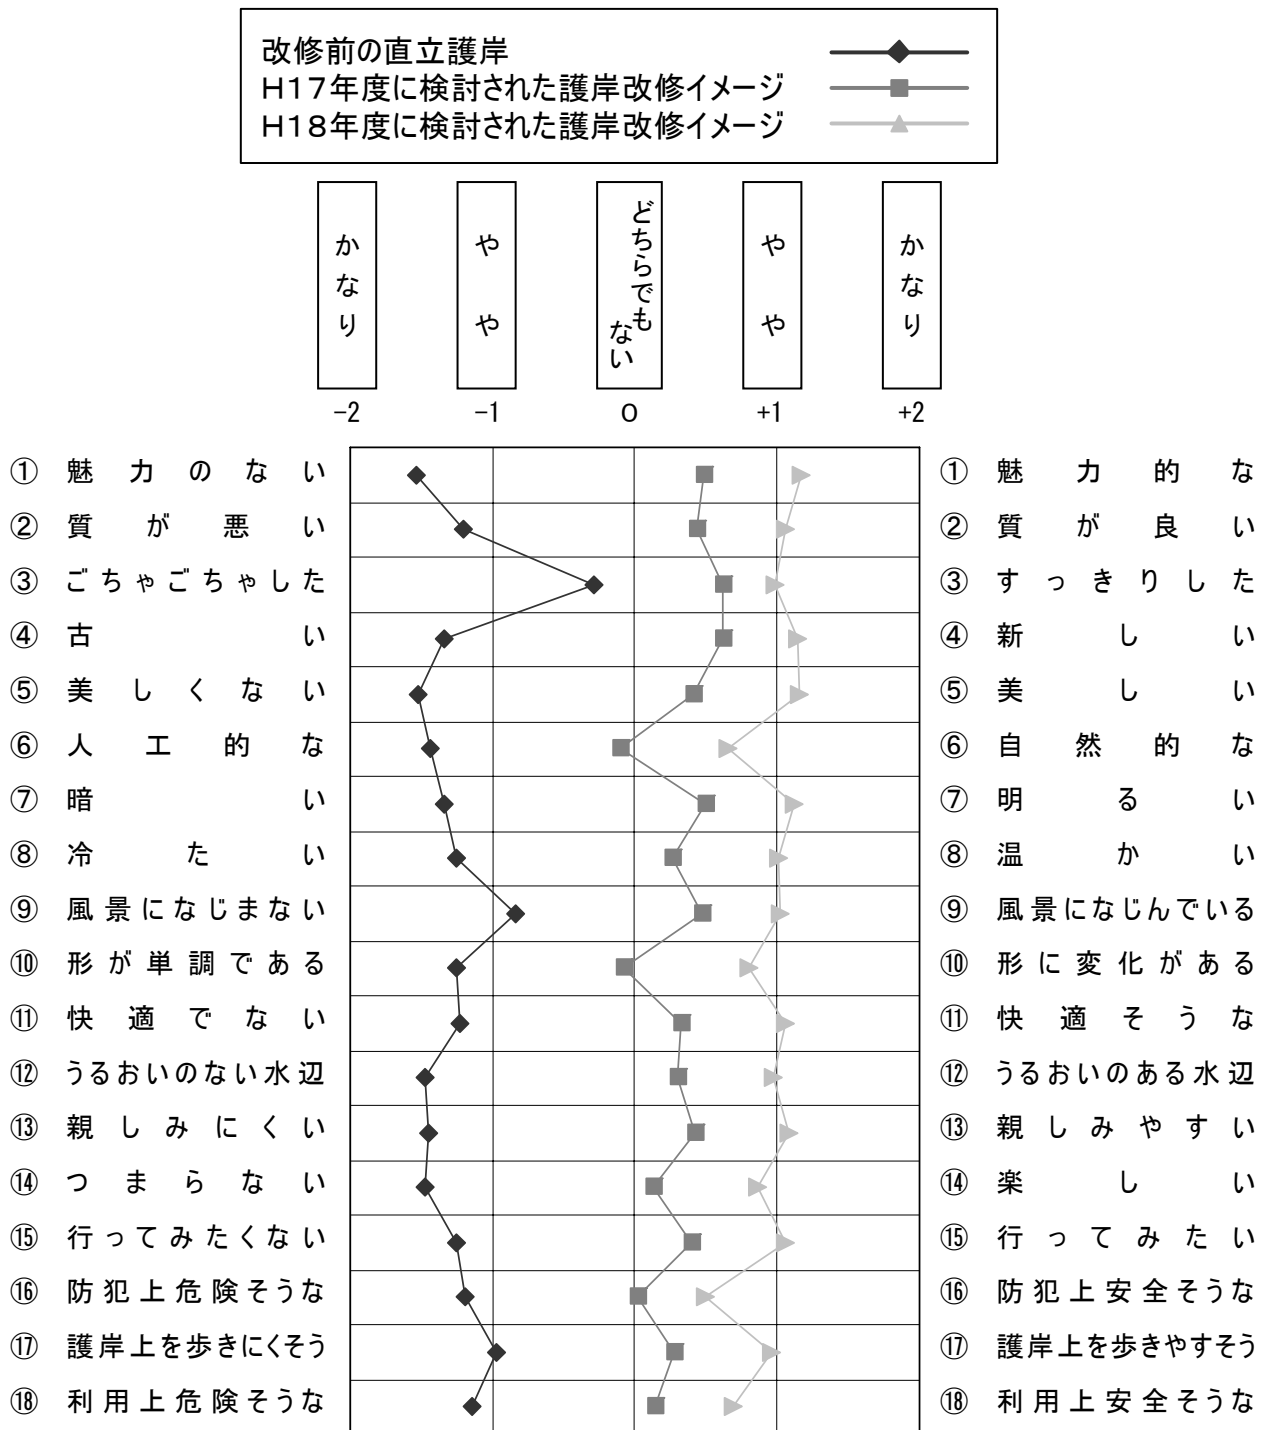 改修前の直立護岸
H17年度に検討された護岸改修イメージ
H18年度に検討された護岸改修イメージ
かなり
やや
どちらでも
ない
やや
かなり
-2 -1 0 +1 +2
① 魅力のない ① 魅力的な
② 質が悪い ② 質が良い
③ ごちゃごちゃした ③ すっきりした
④ 古い ④ 新しい
⑤ 美しくない ⑤ 美しい
⑥ 人工的な ⑥ 自然的な
⑦ 暗い ⑦ 明るい
⑧ 冷たい ⑧ 温かい
⑨ 風景になじまない ⑨ 風景になじんでいる
⑩ 形が単調である ⑩ 形に変化がある
⑪ 快適でない ⑪ 快適そうな
⑫ うるおいのない水辺 ⑫ うるおいのある水辺
⑬ 親しみにくい ⑬ 親しみやすい
⑭ つまらない ⑭ 楽しい
⑮ 行ってみたくない ⑮ 行ってみたい
⑯ 防犯上危険そうな ⑯ 防犯上安全そうな
⑰ 護岸上を歩きにくそう ⑰ 護岸上を歩きやすそう
⑱ 利用上危険そうな ⑱ 利用上安全そうな